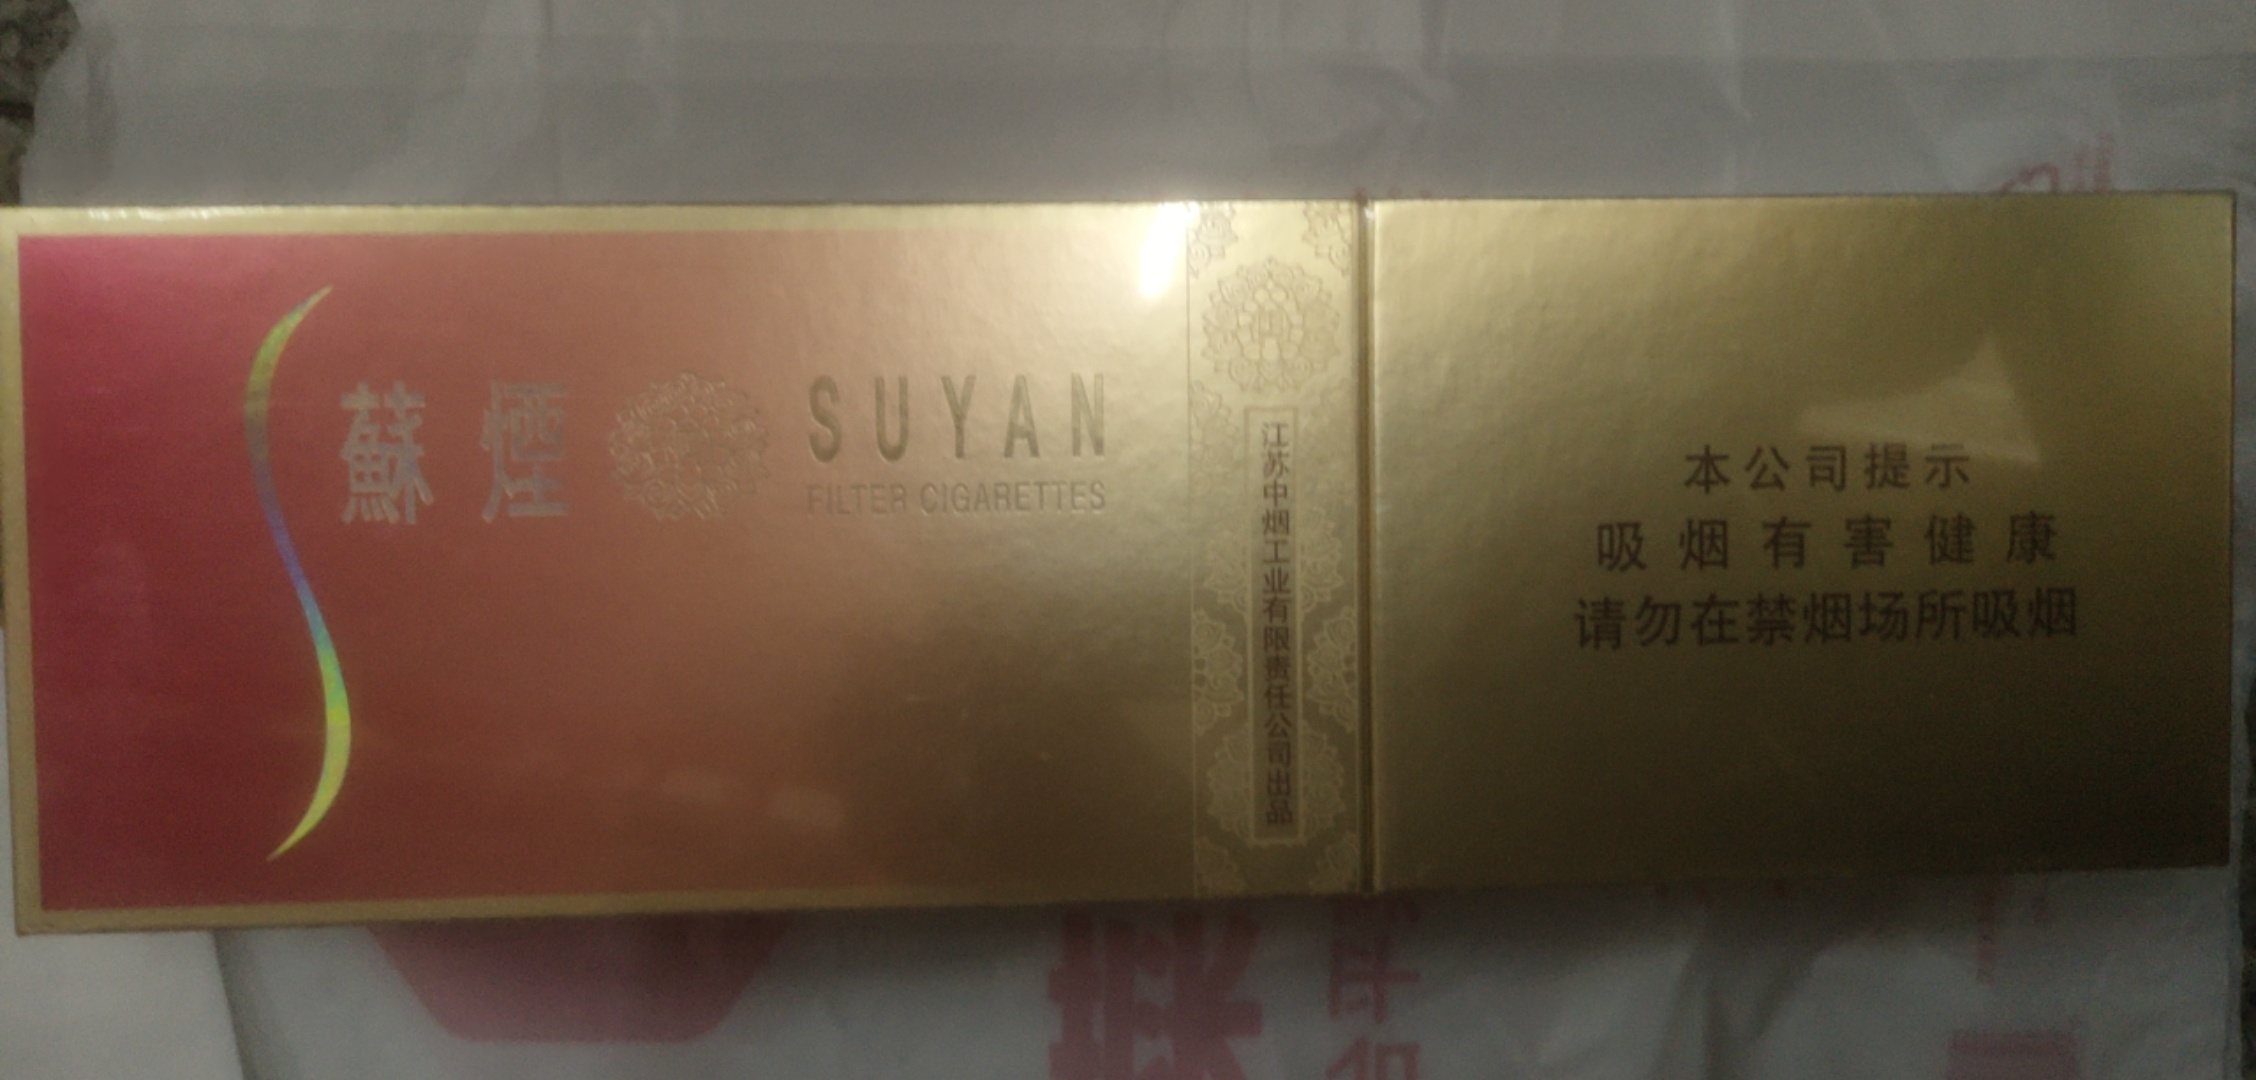 蘇煙
SUYAN
FILTER CIGARETTES
江苏中烟工业有限责任公司出品
本公司提示
吸烟有害健康
请勿在禁烟场所吸烟